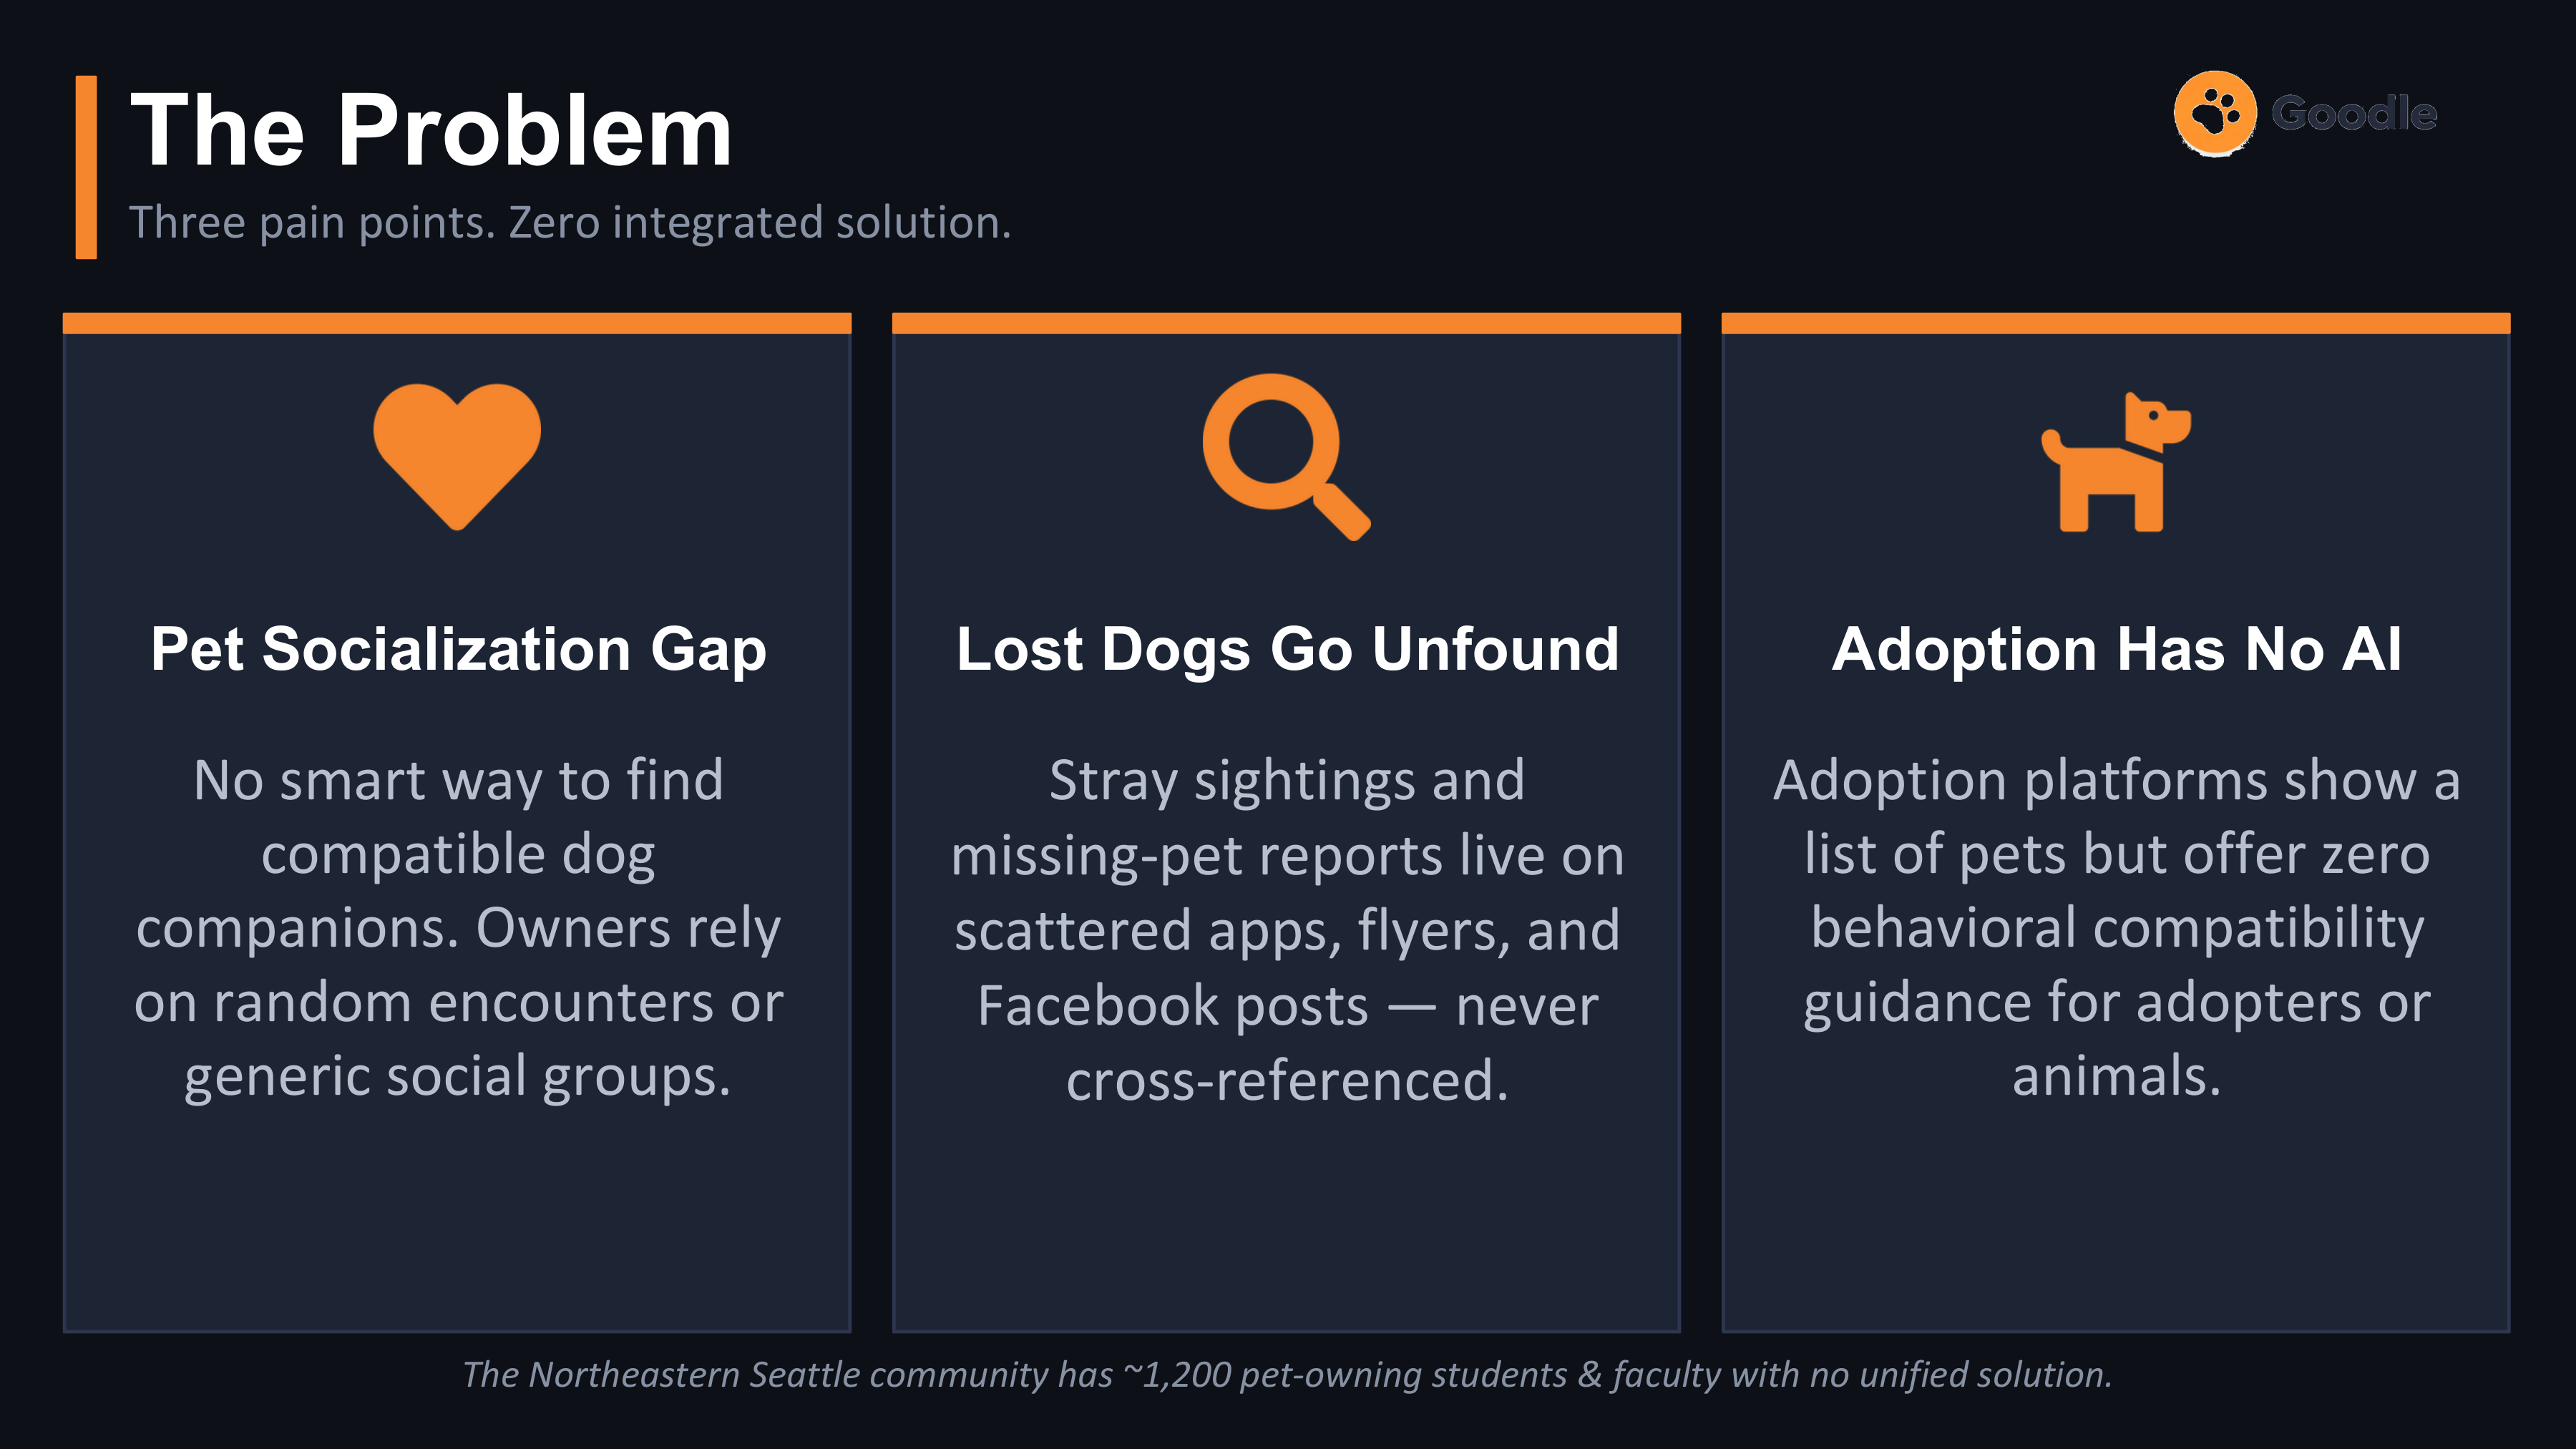 The Problem
Goodle
Three pain points. Zero integrated solution.
Pet Socialization Gap
No smart way to find
compatible dog
companions. Owners rely
on random encounters or
generic social groups.
Lost Dogs Go Unfound
Stray sightings and
missing-pet reports live on
scattered apps, flyers, and
Facebook posts — never
cross-referenced.
Adoption Has No AI
Adoption platforms show a
list of pets but offer zero
behavioral compatibility
guidance for adopters or
animals.
The Northeastern Seattle community has ~1,200 pet-owning students & faculty with no unified solution.